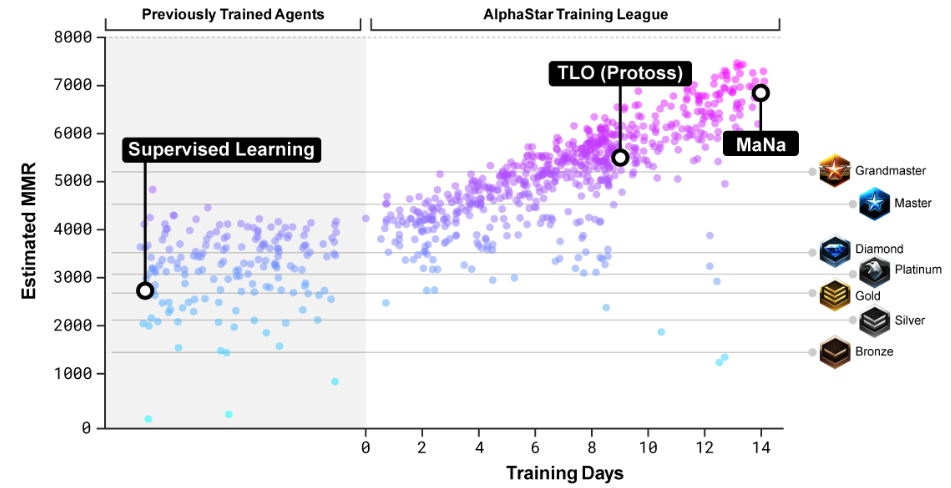 Previously Trained Agents
AlphaStar Training League
8000
7000
6000
5000
4000
3000
2000
1000
0
Estimated MMR
Supervised Learning
TLO (Protoss)
MaNa
Grandmaster
Master
Diamond
Platinum
Gold
Silver
Bronze
0 2 4 6 8 10 12 14
Training Days